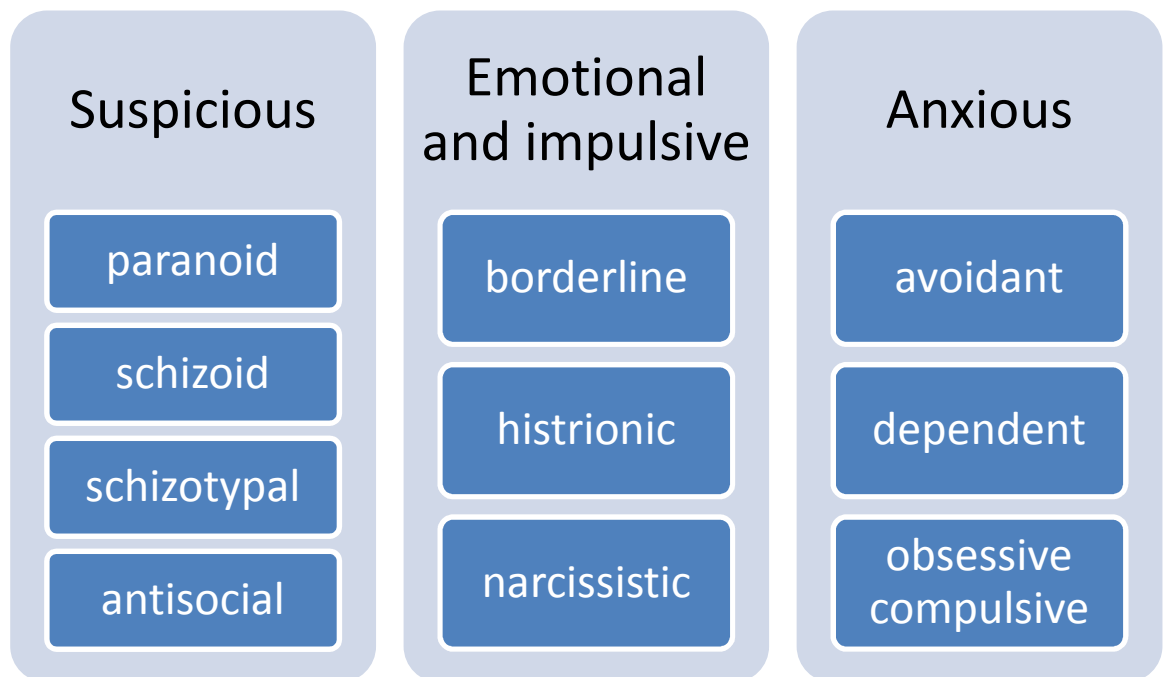 Suspicious
paranoid
schizoid
schizotypal
antisocial
Emotional
and impulsive
borderline
histrionic
narcissistic
Anxious
avoidant
dependent
obsessive
compulsive